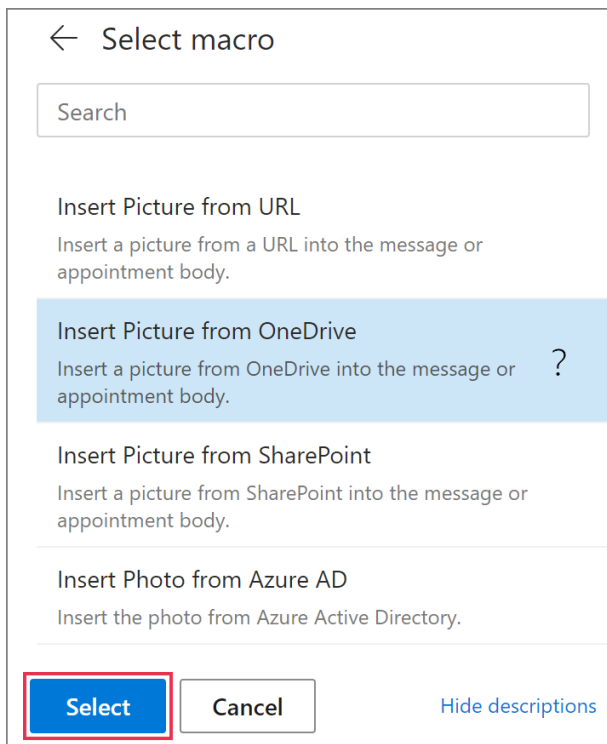 Select macro
Search
Insert Picture from URL
Insert a picture from a URL into the message or
appointment body.
Insert Picture from OneDrive
Insert a picture from OneDrive into the message or
appointment body.
?
Insert Picture from SharePoint
Insert a picture from SharePoint into the message or
appointment body.
Insert Photo from Azure AD
Insert the photo from Azure Active Directory.
Select
Cancel
Hide descriptions